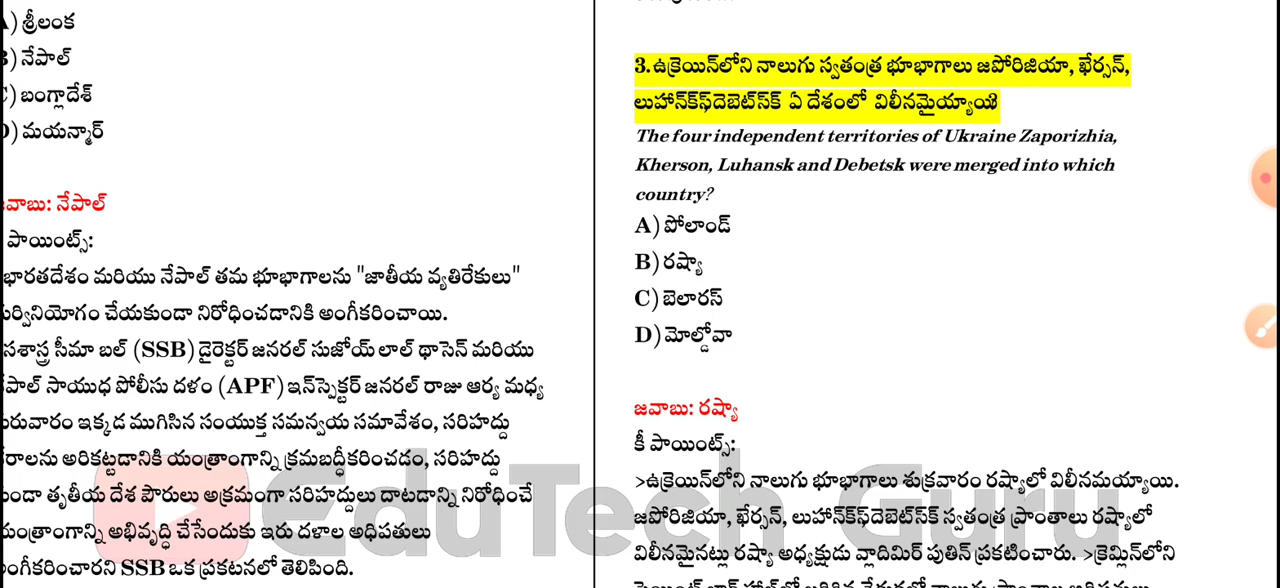 ) శ్రీలంక
) నేపాల్
) బంగ్లాదేశ్
) మయన్మార్
జవాబు: నేపాల్
పాయింట్స్:
భారతదేశం మరియు నేపాల్ తమ భూభాగాలను "జాతీయ వ్యతిరేకులు"
దుర్వినియోగం చేయకుండా నిరోధించడానికి అంగీకరించాయి.
సశాస్త్ర సీమా బల్ (SSB) డైరెక్టర్ జనరల్ సుజోయ్ లాల్ థాసెన్ మరియు
నేపాల్ సాయుధ పోలీసు దళం (APF) ఇన్‌స్పెక్టర్ జనరల్ రాజు ఆర్య మధ్య
గురువారం ఇక్కడ ముగిసిన సంయుక్త సమన్వయ సమావేశం, సరిహద్దు
నేరాలను అరికట్టడానికి యంత్రాంగాన్ని క్రమబద్ధీకరించడం, సరిహద్దు
గుండా తృతీయ దేశ పౌరులు అక్రమంగా సరిహద్దులు దాటడాన్ని నిరోధించే
యంత్రాంగాన్ని అభివృద్ధి చేసేందుకు ఇరు దళాల అధిపతులు
అంగీకరించారని SSB ఒక ప్రకటనలో తెలిపింది.
3.ఉక్రెయిన్‌లోని నాలుగు స్వతంత్ర భూభాగాలు జపోరిజియా, ఖేర్సన్,
లుహాన్‌క్‌స్‌ఫ్‌దెబెట్‌స్‌క్ ఏ దేశంలో విలీనమైయ్యాయి?
The four independent territories of Ukraine Zaporizhia,
Kherson, Luhansk and Debetsk were merged into which
country?
A) పోలాండ్
B) రష్యా
C) బెలారస్
D) మోల్డోవా
జవాబు: రష్యా
కీ పాయింట్స్:
>ఉక్రెయిన్‌లోని నాలుగు భూభాగాలు శుక్రవారం రష్యాలో విలీనమయ్యాయి.
జపోరిజియా, ఖేర్సన్, లుహాన్‌క్‌స్‌ఫ్‌దెబెట్‌స్‌క్ స్వతంత్ర ప్రాంతాలు రష్యాలో
విలీనమైనట్లు రష్యా అధ్యక్షుడు వ్లాదిమిర్ పుతిన్ ప్రకటించారు. >క్రెమ్లిన్‌లోని
EduTech Guru